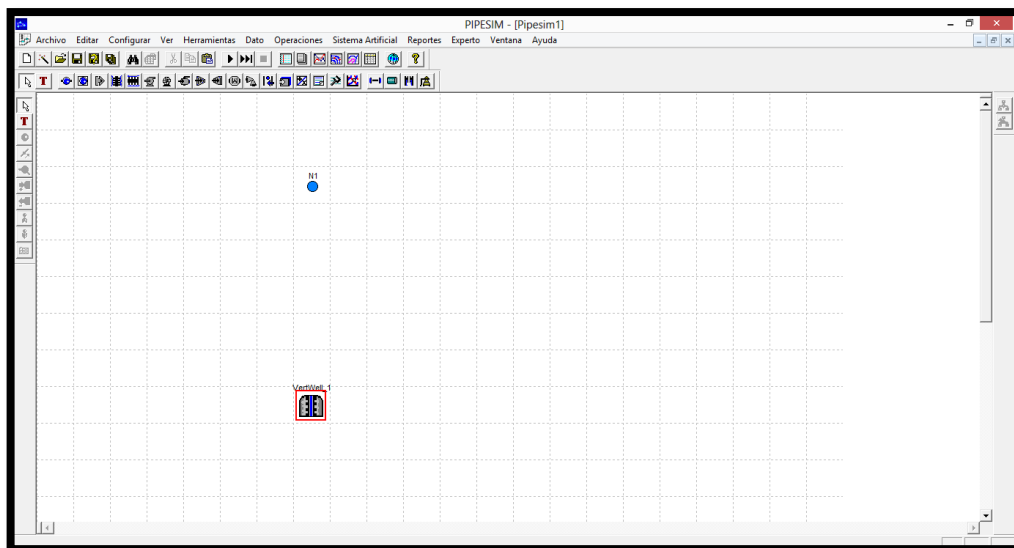 PIPESIM - [Pipesim1]
Archivo Editar Configurar Ver Herramientas Dato Operaciones Sistema Artificial Reportes Experto Ventana Ayuda
T
T
N1
VertWell_1